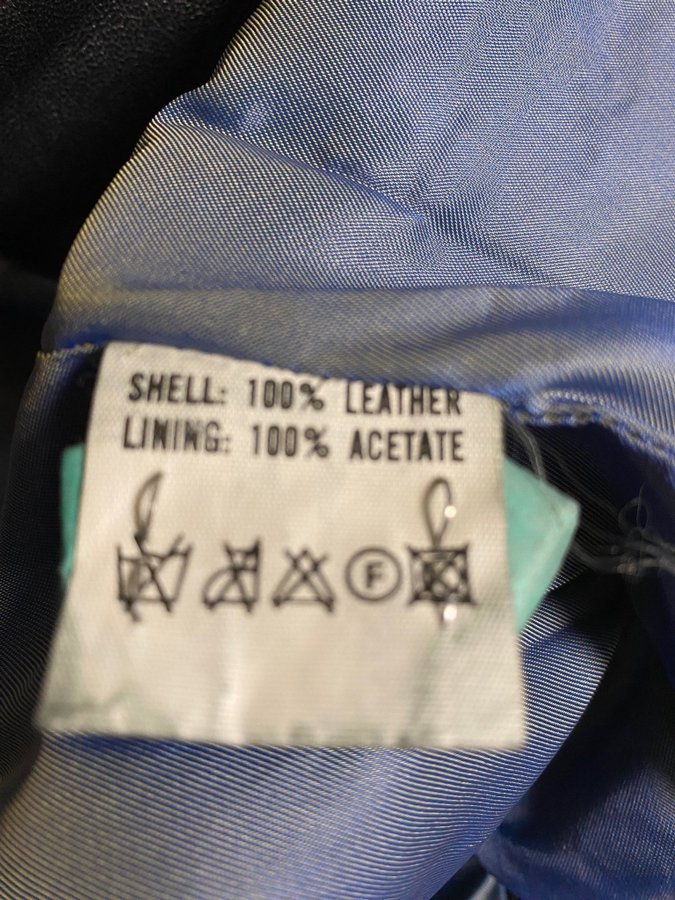 SHELL: 100% LEATHER
LINING: 100% ACETATE
F